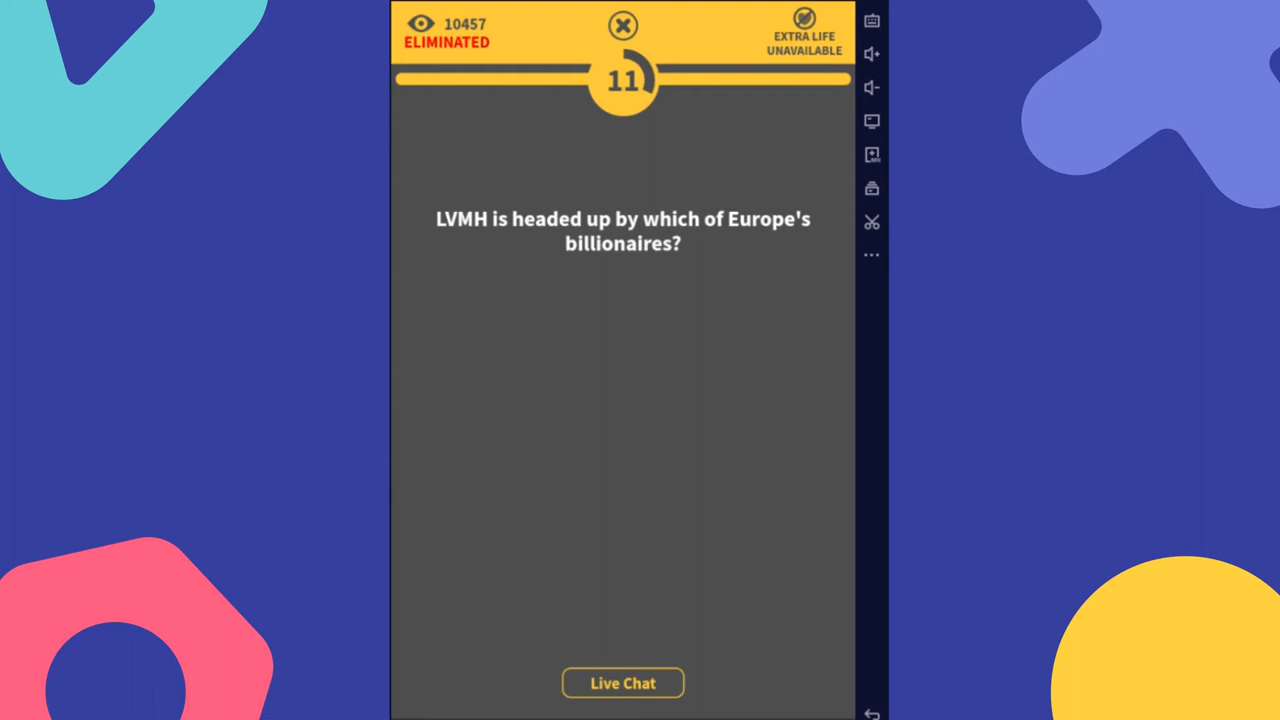 10457
ELIMINATED
EXTRA LIFE
UNAVAILABLE
11
LVMH is headed up by which of Europe's
billionaires?
Live Chat